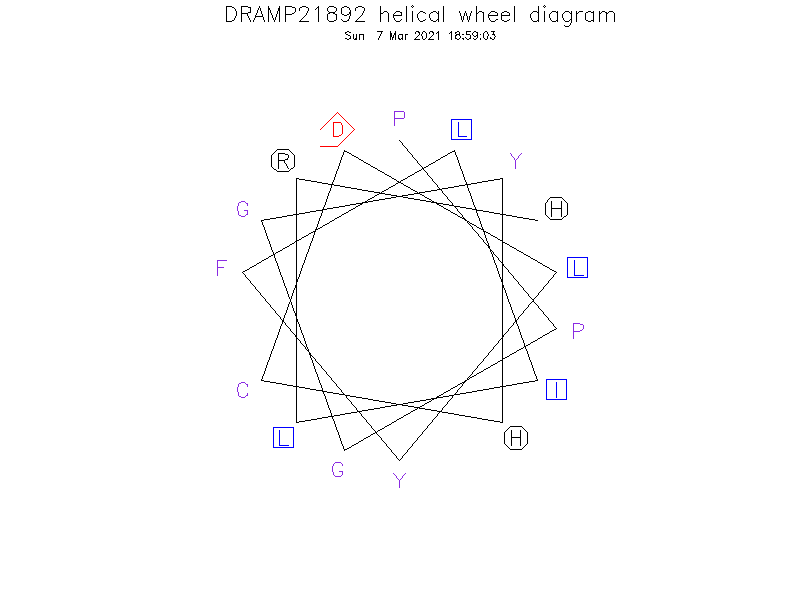 DRAMP21892 helical wheel diagram
Sun 7 Mar 2021 18:59:03
P
D L
R Y
G H
F L
P
C I
L H
G
Y